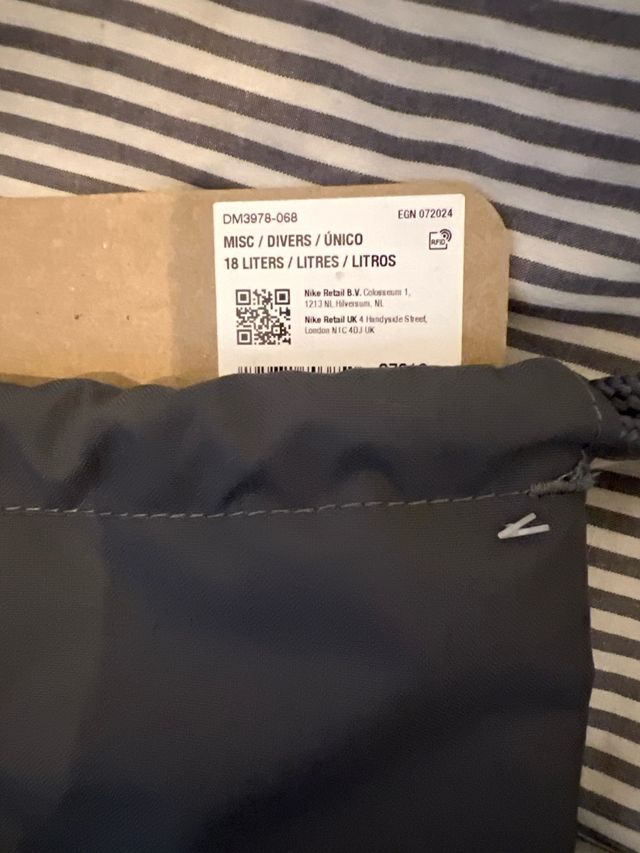 DM3978-068
EGN 072024
MISC / DIVERS / ÚNICO
RFID
18 LITERS / LITRES / LITROS
Nike Retail B.V. Colosseum 1,
1213 NL Hilversum, NL
Nike Retail UK 4 Handyside Street,
London N1C 4DJ UK